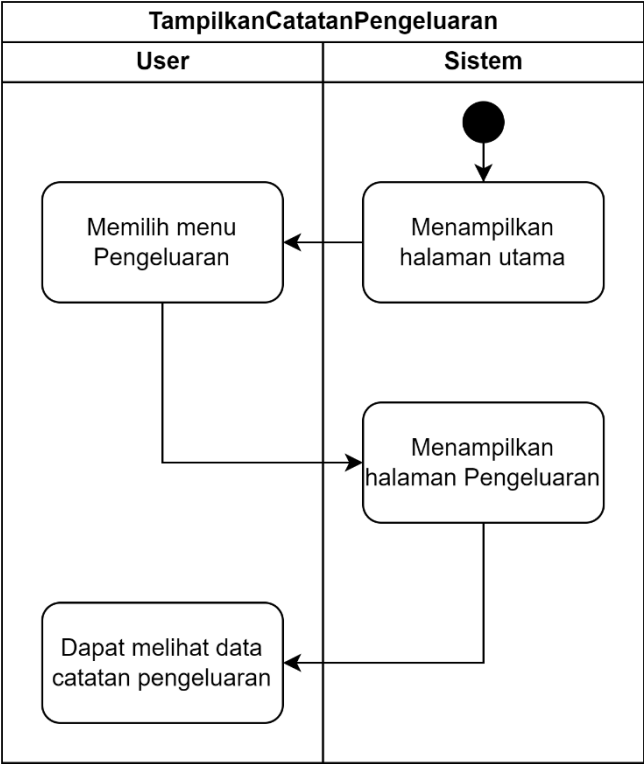 TampilkanCatatanPengeluaran
User
Sistem
Memilih menu
Pengeluaran
Menampilkan
halaman utama
Menampilkan
halaman Pengeluaran
Dapat melihat data
catatan pengeluaran